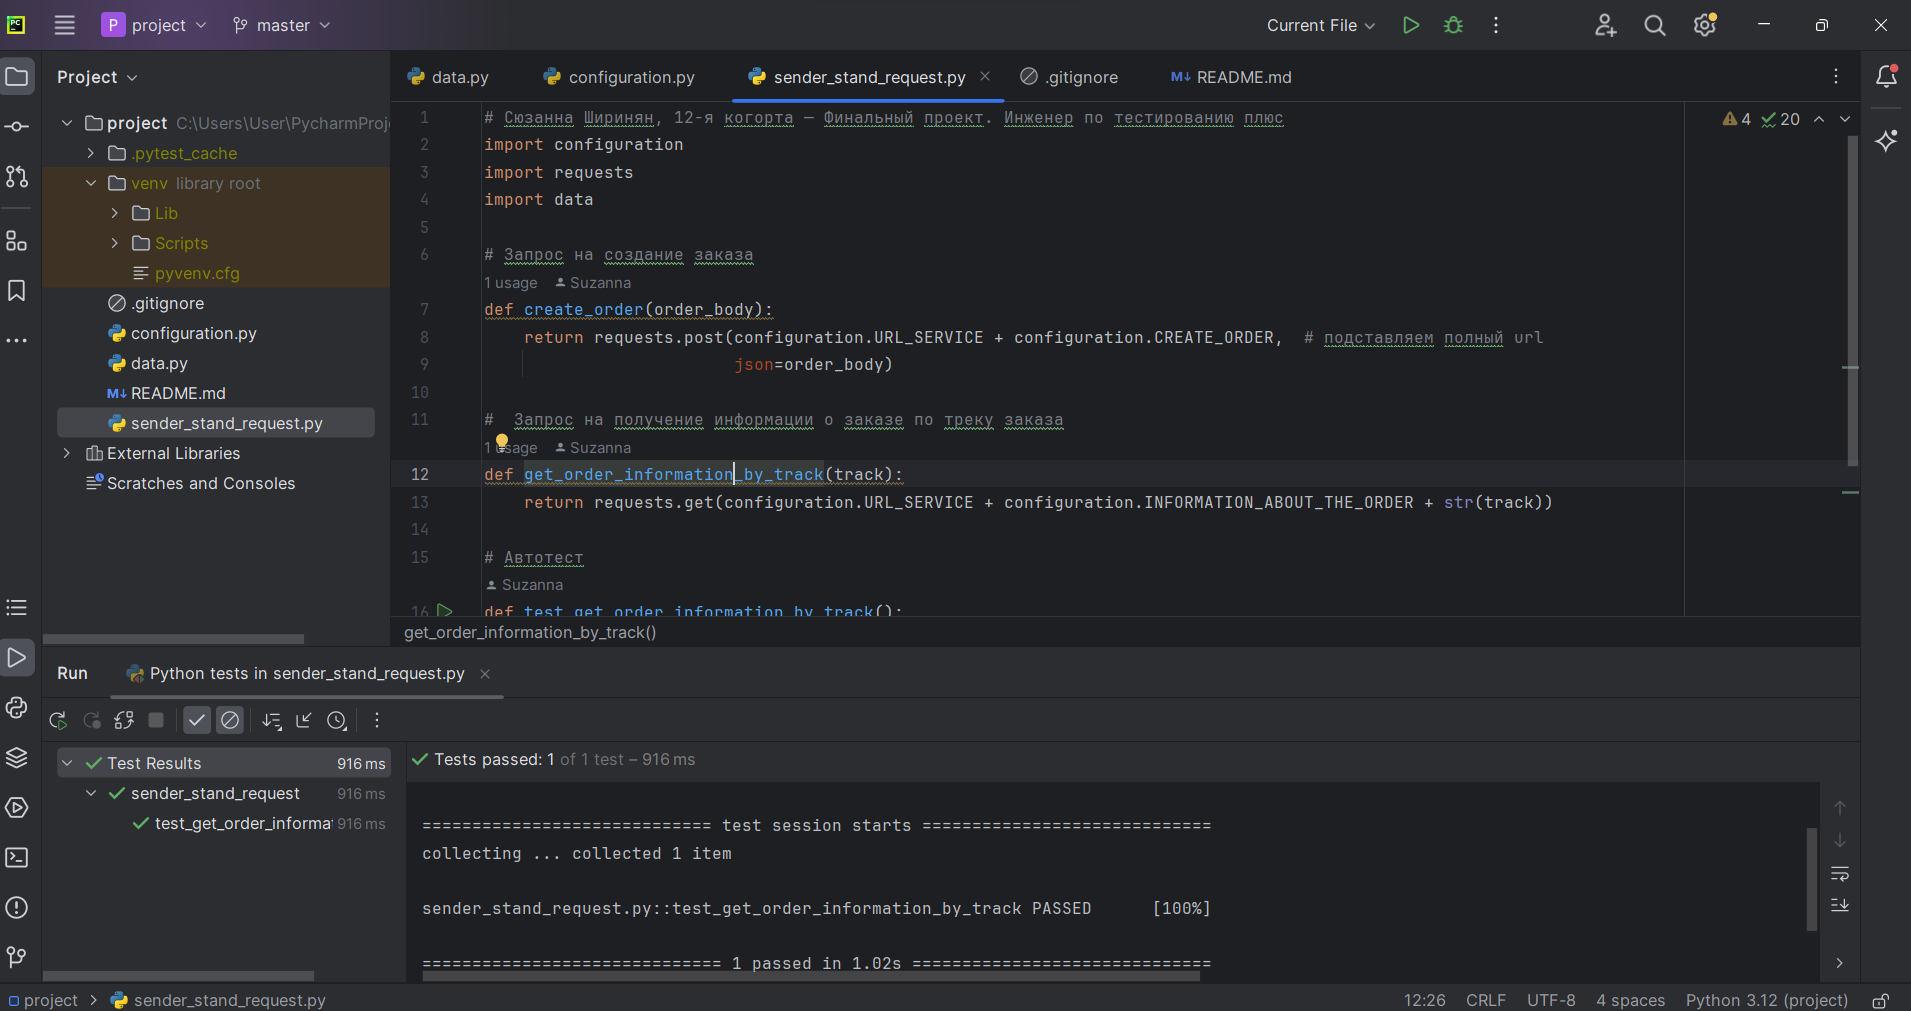 PC P project master Current File
Project
data.py configuration.py sender_stand_request.py .gitignore M↓ README.md
project C:\Users\User\PycharmProj
.pytest_cache
venv library root
Lib
Scripts
pyvenv.cfg
.gitignore
configuration.py
data.py
M↓ README.md
sender_stand_request.py
External Libraries
Scratches and Consoles
4 20
1 # Сюзанна Ширинян, 12-я когорта — Финальный проект. Инженер по тестированию плюс
2 import configuration
3 import requests
4 import data
5
6 # Запрос на создание заказа
1 usage Suzanna
7 def create_order(order_body):
8 return requests.post(configuration.URL_SERVICE + configuration.CREATE_ORDER, # подставляем полный url
9 json=order_body)
10
11 # Запрос на получение информации о заказе по треку заказа
1 usage Suzanna
12 def get_order_information_by_track(track):
13 return requests.get(configuration.URL_SERVICE + configuration.INFORMATION_ABOUT_THE_ORDER + str(track))
14
15 # Автотест
Suzanna
16 def test_get_order_information_by_track():
get_order_information_by_track()
Run Python tests in sender_stand_request.py
Test Results 916 ms
sender_stand_request 916 ms
test_get_order_informa 916 ms
Tests passed: 1 of 1 test – 916 ms
============================= test session starts =============================
collecting ... collected 1 item
sender_stand_request.py::test_get_order_information_by_track PASSED [100%]
============================== 1 passed in 1.02s ==============================
project > sender_stand_request.py 12:26 CRLF UTF-8 4 spaces Python 3.12 (project)